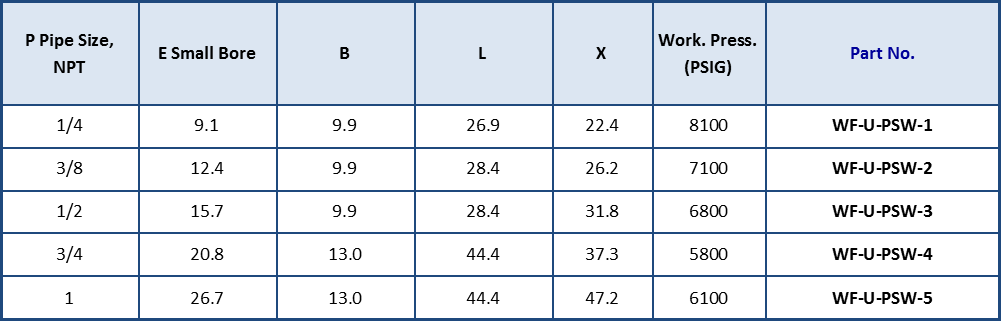 P Pipe Size, NPT E Small Bore B L X Work. Press. (PSIG) Part No.
1/4 9.1 9.9 26.9 22.4 8100 WF-U-PSW-1
3/8 12.4 9.9 28.4 26.2 7100 WF-U-PSW-2
1/2 15.7 9.9 28.4 31.8 6800 WF-U-PSW-3
3/4 20.8 13.0 44.4 37.3 5800 WF-U-PSW-4
1 26.7 13.0 44.4 47.2 6100 WF-U-PSW-5